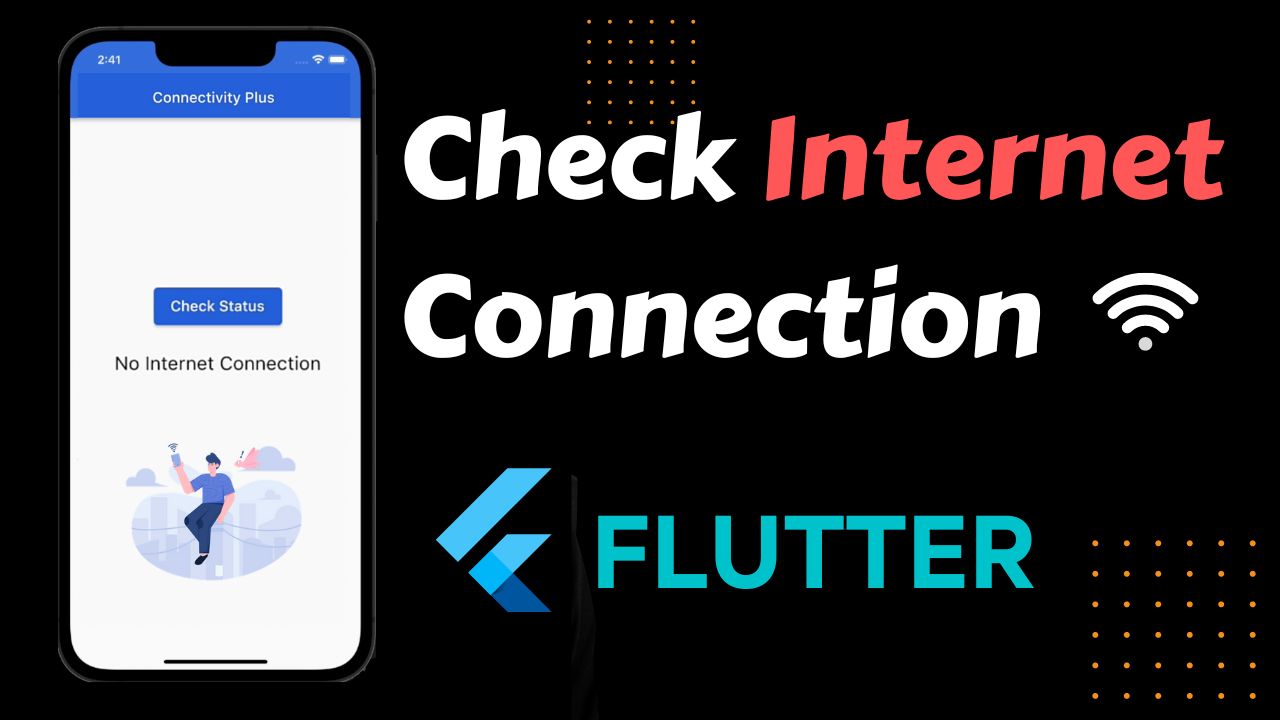 2:41
Connectivity Plus
Check Status
No Internet Connection
Check Internet
Connection
FLUTTER